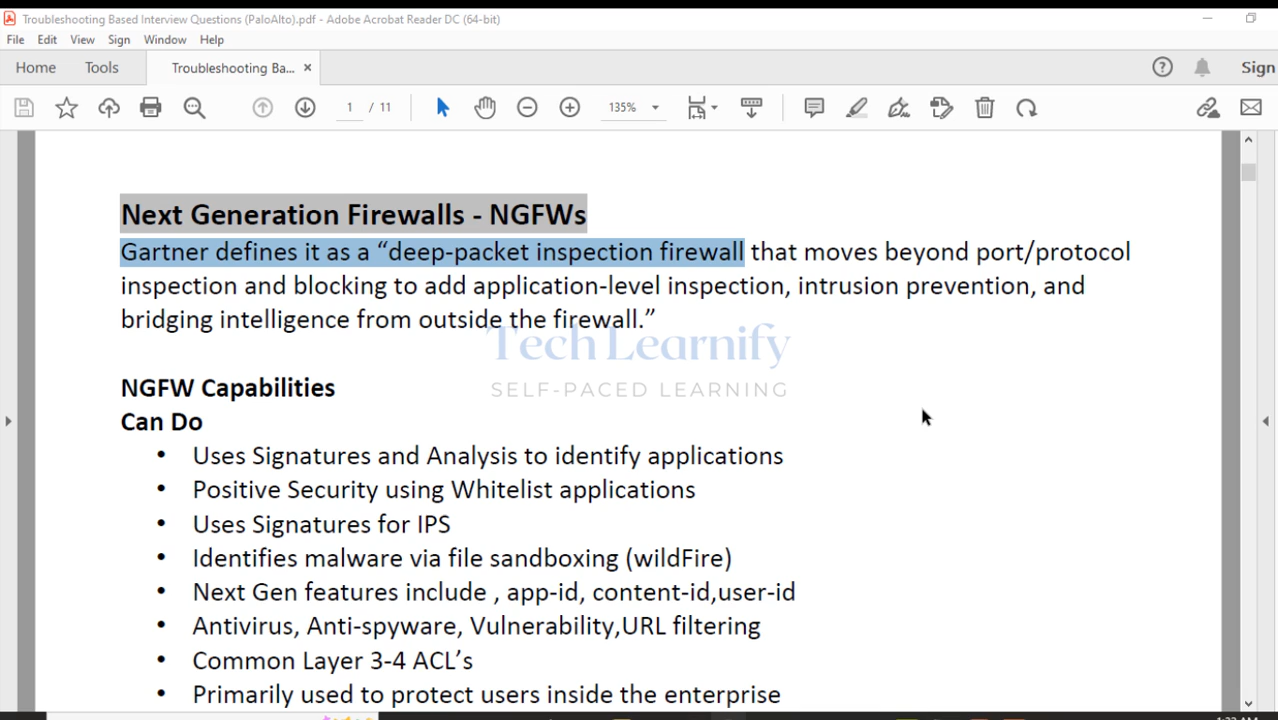 Troubleshooting Based Interview Questions (PaloAlto).pdf - Adobe Acrobat Reader DC (64-bit)
File Edit View Sign Window Help
Home Tools Troubleshooting Ba... × Sign
1 / 11 135%
Next Generation Firewalls - NGFWs
Gartner defines it as a “deep-packet inspection firewall that moves beyond port/protocol
inspection and blocking to add application-level inspection, intrusion prevention, and
bridging intelligence from outside the firewall.”
Tech Learnify
SELF-PACED LEARNING
NGFW Capabilities
Can Do
• Uses Signatures and Analysis to identify applications
• Positive Security using Whitelist applications
• Uses Signatures for IPS
• Identifies malware via file sandboxing (wildFire)
• Next Gen features include , app-id, content-id,user-id
• Antivirus, Anti-spyware, Vulnerability,URL filtering
• Common Layer 3-4 ACL’s
• Primarily used to protect users inside the enterprise